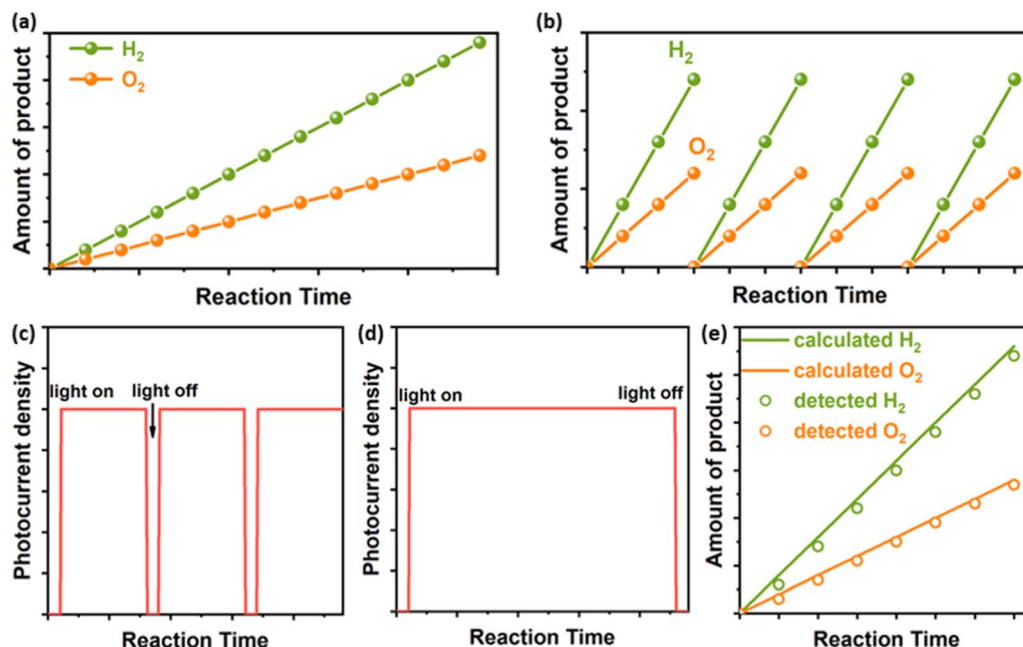 (a)
H₂
O₂
Amount of product
Reaction Time
(b)
H₂
O₂
Amount of product
Reaction Time
(c)
light on
light off
Photocurrent density
Reaction Time
(d)
light on
light off
Photocurrent density
Reaction Time
(e)
calculated H₂
calculated O₂
detected H₂
detected O₂
Amount of product
Reaction Time